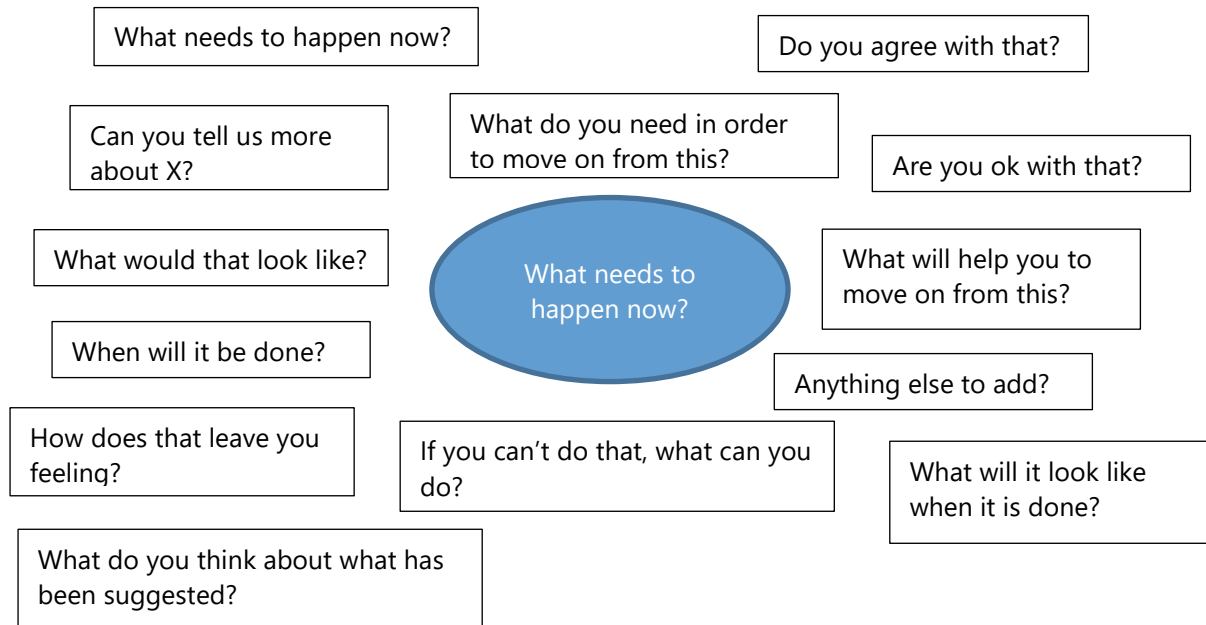 What needs to happen now?
Do you agree with that?
Can you tell us more
about X?
What do you need in order
to move on from this?
Are you ok with that?
What would that look like?
What needs to
happen now?
What will help you to
move on from this?
When will it be done?
Anything else to add?
How does that leave you
feeling?
If you can’t do that, what can you
do?
What will it look like
when it is done?
What do you think about what has
been suggested?